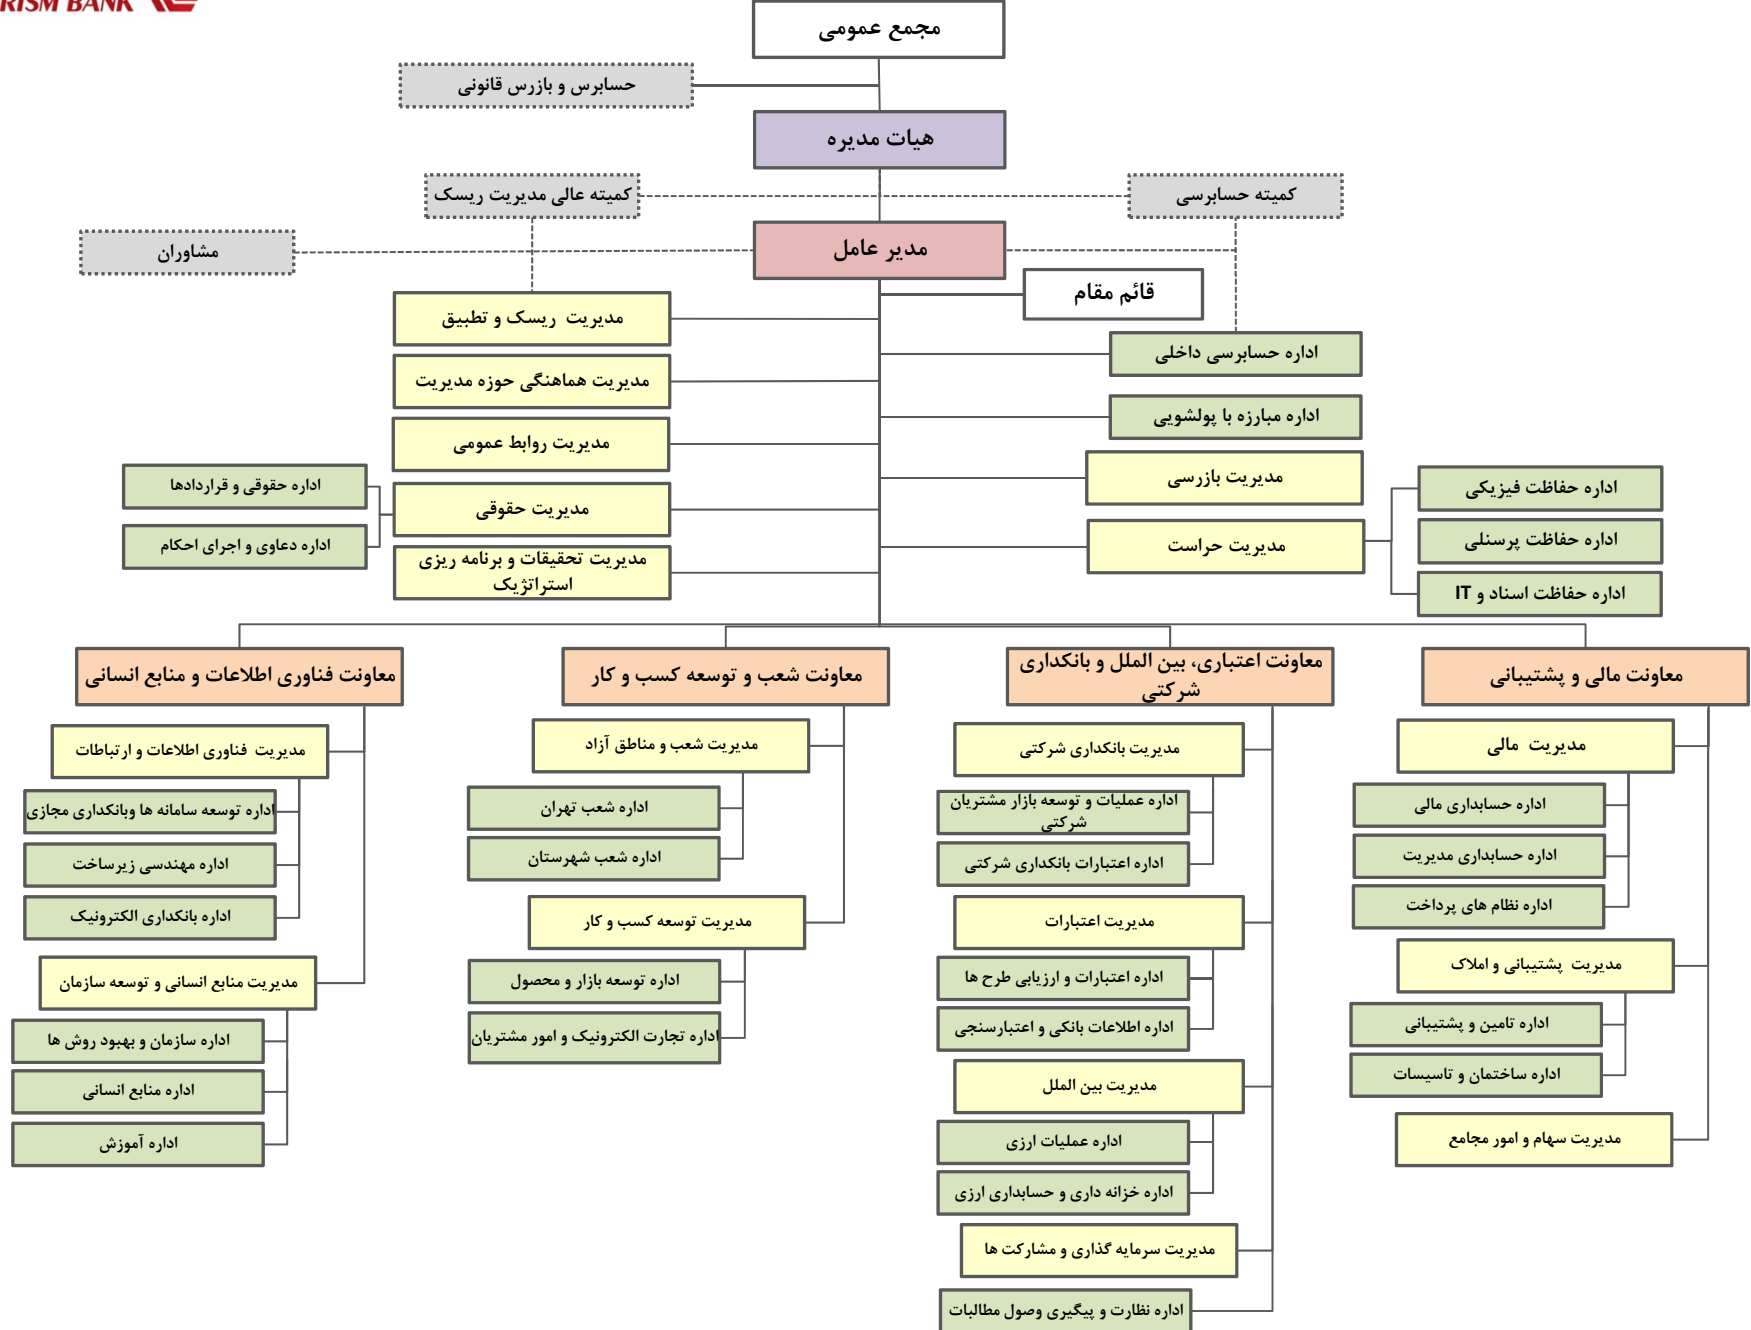 RISM BANK
مجمع عمومی
حسابرس و بازرس قانونی
هیات مدیره
کمیته حسابرسی
کمیته عالی مدیریت ریسک
مدیر عامل
مشاوران
قائم مقام
مدیریت ریسک و تطبیق
اداره حسابرسی داخلی
مدیریت هماهنگی حوزه مدیریت
اداره مبارزه با پولشویی
مدیریت روابط عمومی
مدیریت بازرسی
اداره حفاظت فیزیکی
اداره حقوقی و قراردادها
مدیریت حقوقی
مدیریت حراست
اداره حفاظت پرسنلی
اداره دعاوی و اجرای احکام
مدیریت تحقیقات و برنامه ریزی
استراتژیک
اداره حفاظت اسناد و IT
معاونت مالی و پشتیبانی
مدیریت مالی
اداره حسابداری مالی
اداره حسابداری مدیریت
اداره نظام های پرداخت
مدیریت پشتیبانی و املاک
اداره تامین و پشتیبانی
اداره ساختمان و تاسیسات
مدیریت سهام و امور مجامع
معاونت اعتباری، بین الملل و بانکداری
شرکتی
مدیریت بانکداری شرکتی
اداره عملیات و توسعه بازار مشتریان
شرکتی
اداره اعتبارات بانکداری شرکتی
مدیریت اعتبارات
اداره اعتبارات و ارزیابی طرح ها
اداره اطلاعات بانکی و اعتبارسنجی
مدیریت بین الملل
اداره عملیات ارزی
اداره خزانه داری و حسابداری ارزی
مدیریت سرمایه گذاری و مشارکت ها
اداره نظارت و پیگیری وصول مطالبات
معاونت شعب و توسعه کسب و کار
مدیریت شعب و مناطق آزاد
اداره شعب تهران
اداره شعب شهرستان
مدیریت توسعه کسب و کار
اداره توسعه بازار و محصول
اداره تجارت الکترونیک و امور مشتریان
معاونت فناوری اطلاعات و منابع انسانی
مدیریت فناوری اطلاعات و ارتباطات
اداره توسعه سامانه ها وبانکداری مجازی
اداره مهندسی زیرساخت
اداره بانکداری الکترونیک
مدیریت منابع انسانی و توسعه سازمان
اداره سازمان و بهبود روش ها
اداره منابع انسانی
اداره آموزش